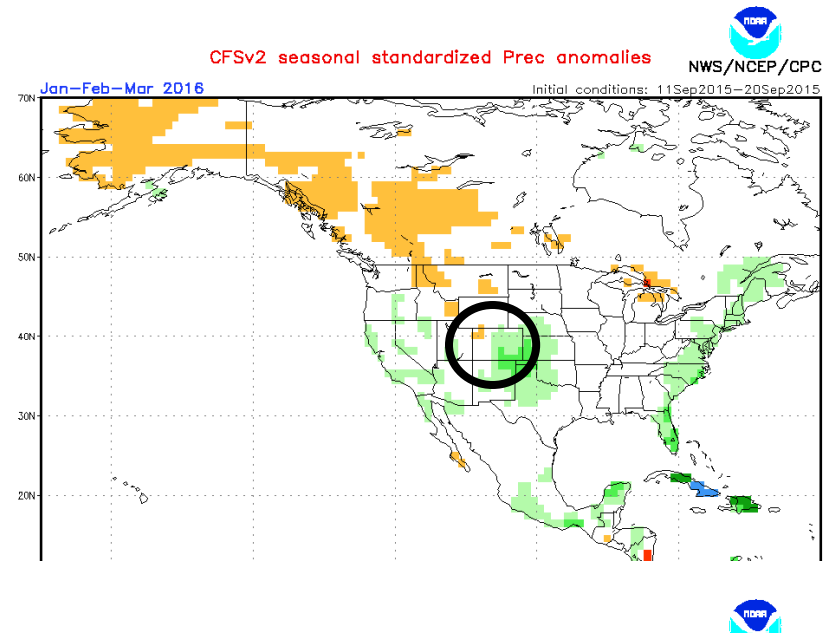 NOAA
CFSv2 seasonal standardized Prec anomalies
NWS/NCEP/CPC
Jan-Feb-Mar 2016
Initial conditions: 11Sep2015-20Sep2015
70N
60N
50N
40N
30N
20N
NOAA